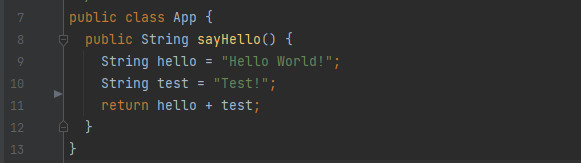 7 public class App {
8 public String sayHello() {
9 String hello = "Hello World!";
10 String test = "Test!";
11 return hello + test;
12 }
13 }